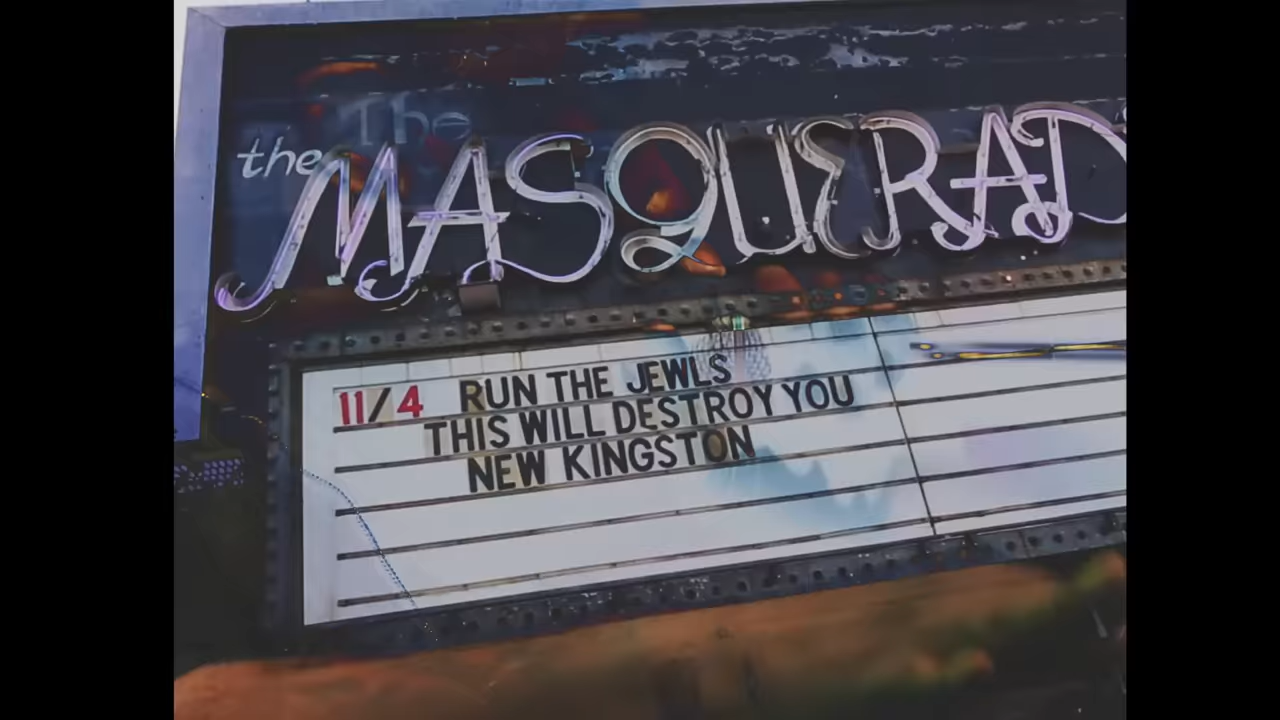 The
the MASQUERAD
11/4 RUN THE JEWLS
THIS WILL DESTROY YOU
NEW KINGSTON